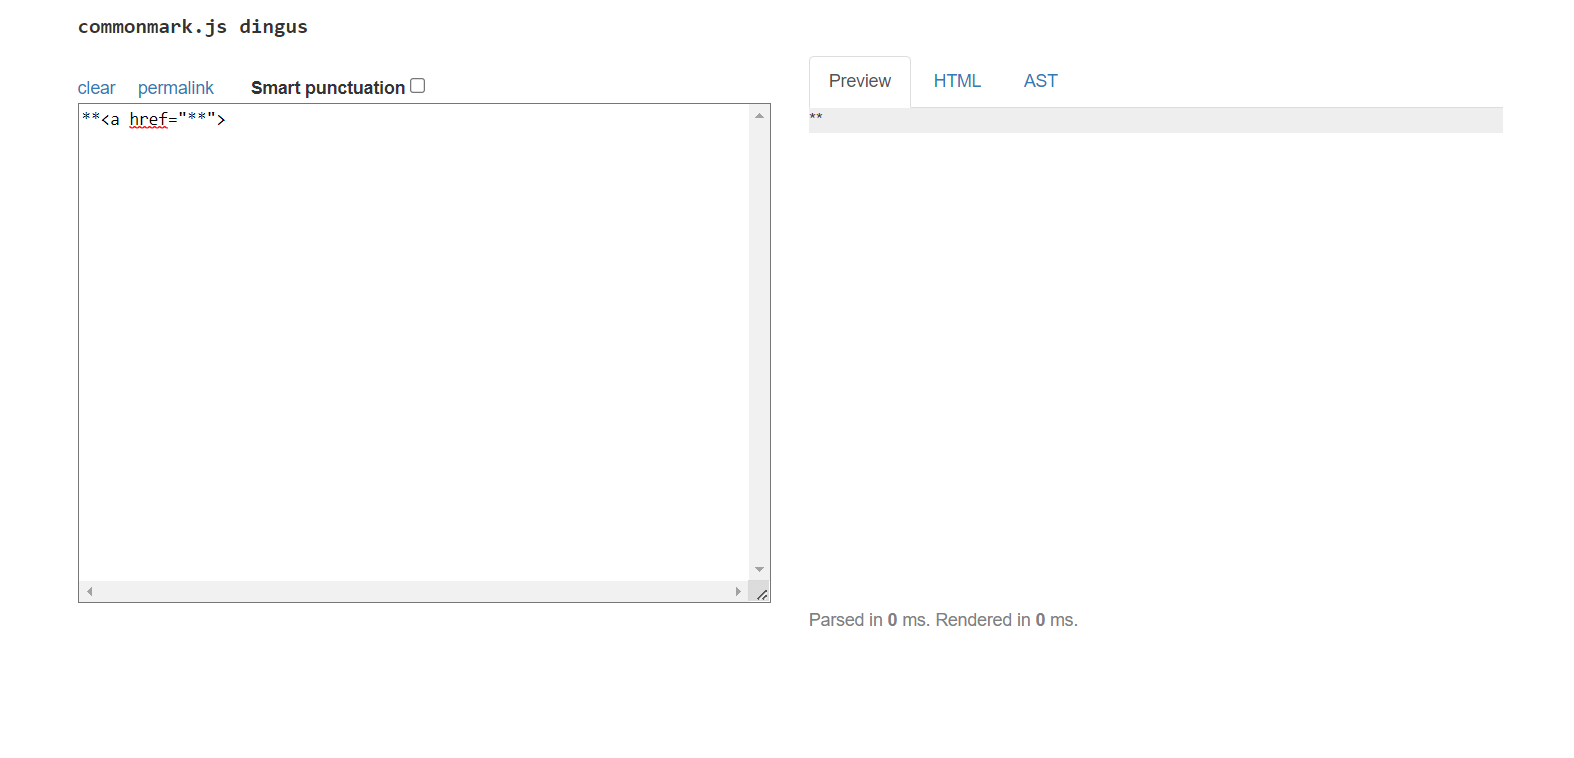 commonmark.js dingus
clear permalink Smart punctuation
**<a href="**">
Preview HTML AST
**
Parsed in 0 ms. Rendered in 0 ms.